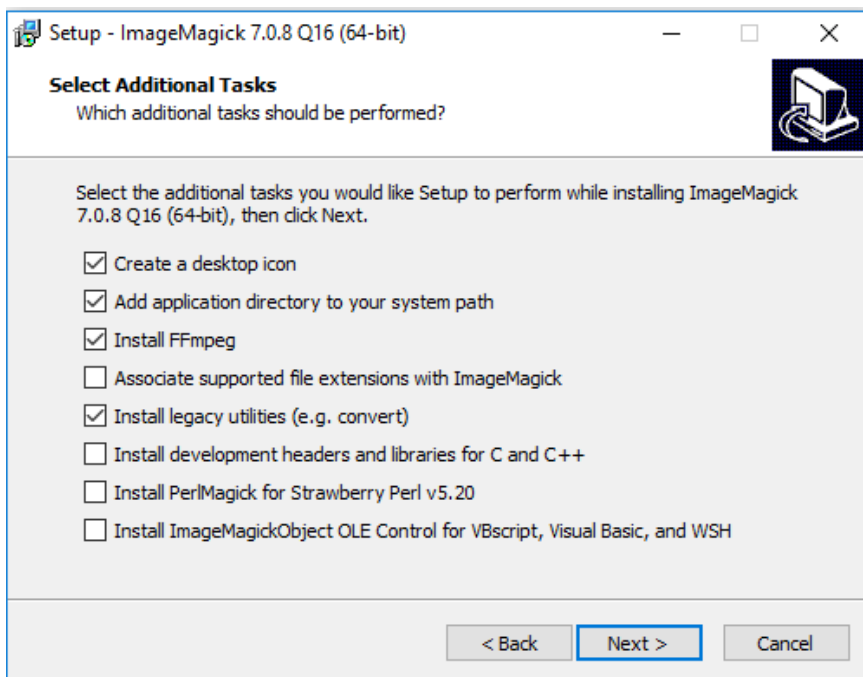 Setup - ImageMagick 7.0.8 Q16 (64-bit)
Select Additional Tasks
Which additional tasks should be performed?
Select the additional tasks you would like Setup to perform while installing ImageMagick
7.0.8 Q16 (64-bit), then click Next.
Create a desktop icon
Add application directory to your system path
Install FFmpeg
Associate supported file extensions with ImageMagick
Install legacy utilities (e.g. convert)
Install development headers and libraries for C and C++
Install PerlMagick for Strawberry Perl v5.20
Install ImageMagickObject OLE Control for VBscript, Visual Basic, and WSH
< Back Next > Cancel